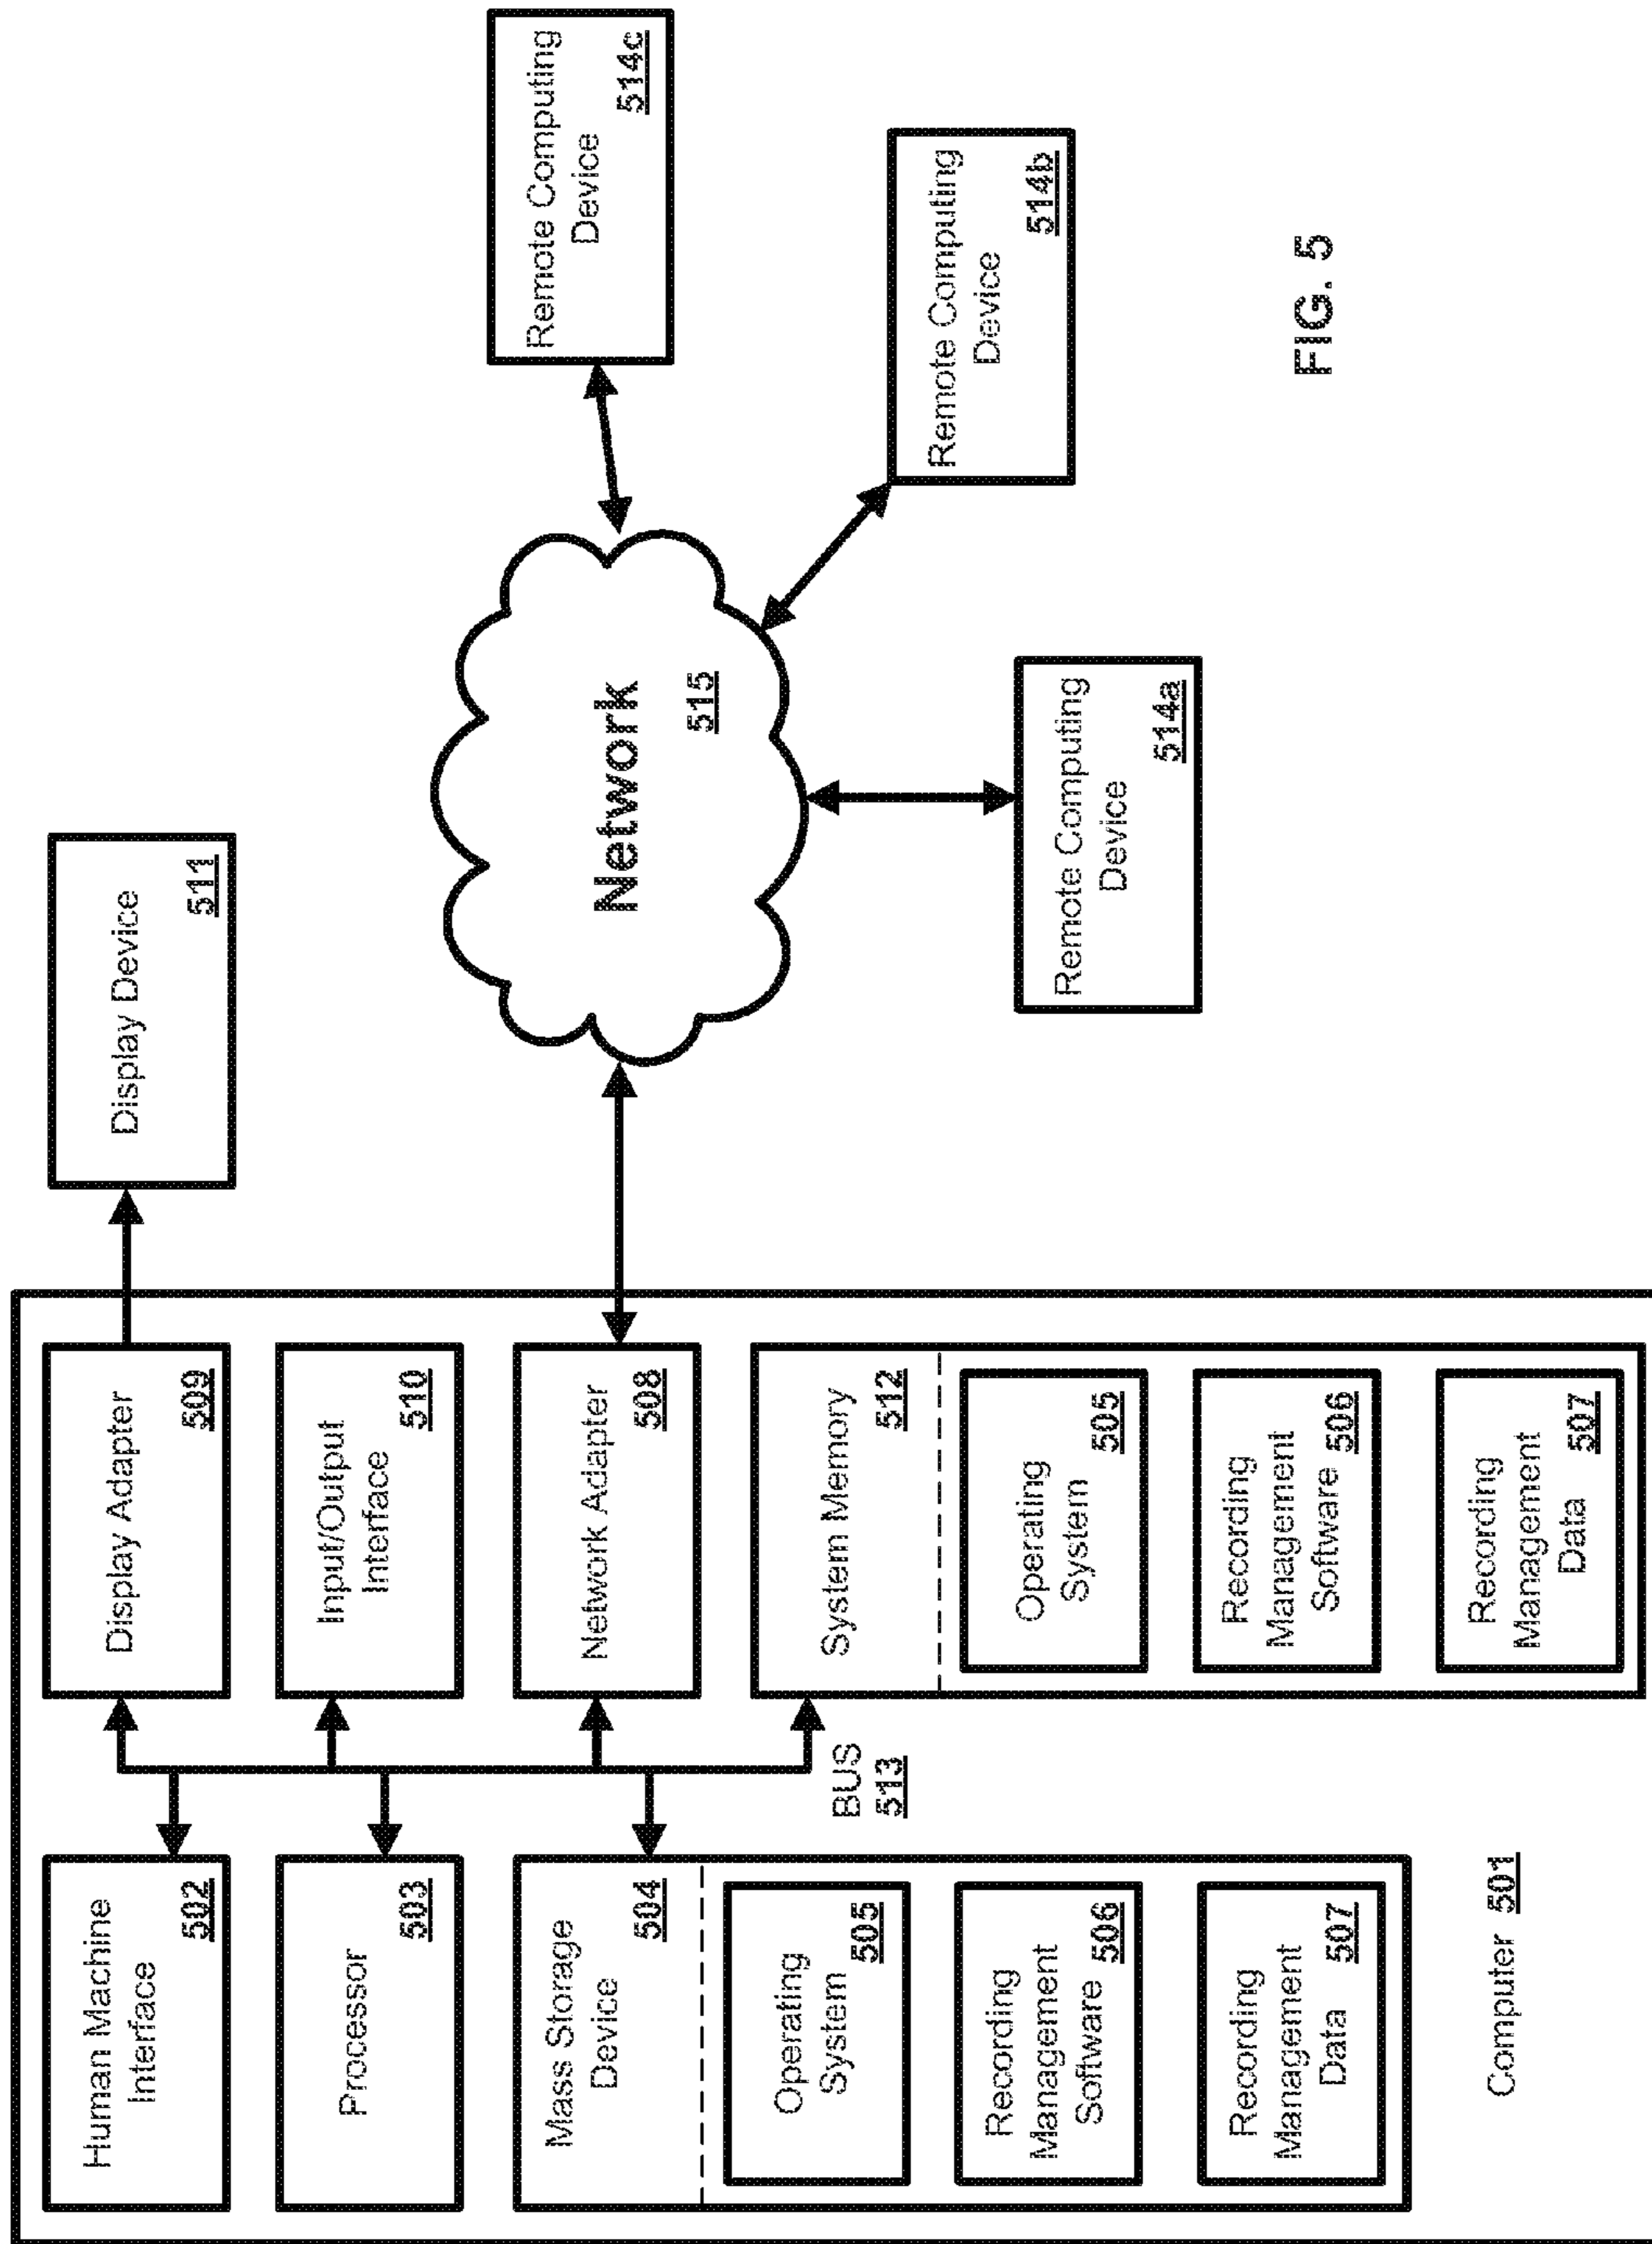 Human Machine
Interface
502
Processor
503
Mass Storage
Device
504
Operating
System
505
Recording
Management
Software 506
Recording
Management
Data
507
Computer 501
BUS
513
Display Adapter
509
Input/Output
Interface
510
Network Adapter
508
System Memory
512
Operating
System
505
Recording
Management
Software 506
Recording
Management
Data
507
Display Device
511
Network
515
Remote Computing
Device
514a
Remote Computing
Device
514b
Remote Computing
Device
514c
FIG. 5